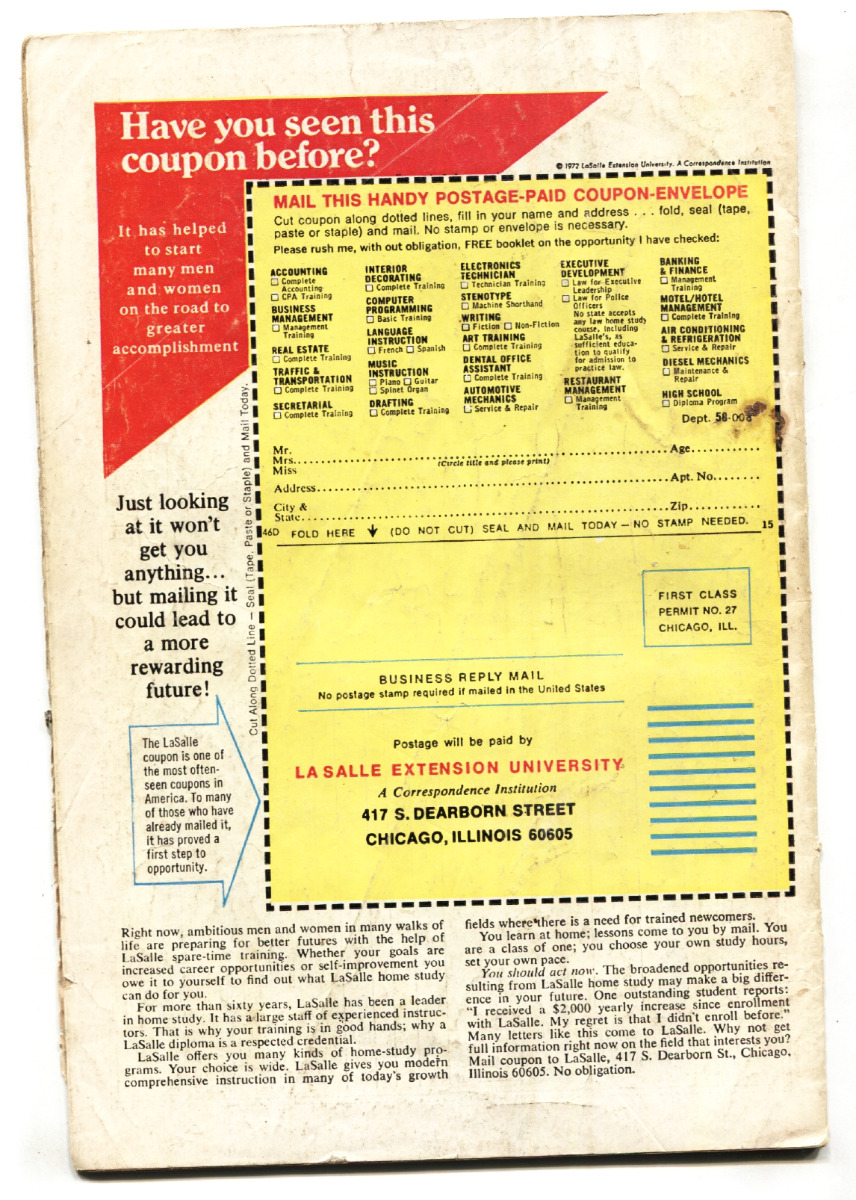 Have you seen this
coupon before?
© 1972 LaSalle Extension University. A Correspondence Institution
It has helped
to start
many men
and women
on the road to
greater
accomplishment
Just looking
at it won't
get you
anything...
but mailing it
could lead to
a more
rewarding
future!
The LaSalle
coupon is one of
the most often-
seen coupons in
America. To many
of those who have
already mailed it,
it has proved a
first step to
opportunity.
Cut Along Dotted Line — Seal (Tape, Paste or Staple) and Mail Today.
MAIL THIS HANDY POSTAGE-PAID COUPON-ENVELOPE
Cut coupon along dotted lines, fill in your name and address . . . fold, seal (tape,
paste or staple) and mail. No stamp or envelope is necessary.
Please rush me, with out obligation, FREE booklet on the opportunity I have checked:
ACCOUNTING
☐ Complete
Accounting
☐ CPA Training
BUSINESS
MANAGEMENT
☐ Management
Training
REAL ESTATE
☐ Complete Training
TRAFFIC &
TRANSPORTATION
☐ Complete Training
SECRETARIAL
☐ Complete Training
INTERIOR
DECORATING
☐ Complete Training
COMPUTER
PROGRAMMING
☐ Basic Training
LANGUAGE
INSTRUCTION
☐ French ☐ Spanish
MUSIC
INSTRUCTION
☐ Piano ☐ Guitar
☐ Spinet Organ
DRAFTING
☐ Complete Training
ELECTRONICS
TECHNICIAN
☐ Technician Training
STENOTYPE
☐ Machine Shorthand
WRITING
☐ Fiction ☐ Non-Fiction
ART TRAINING
☐ Complete Training
DENTAL OFFICE
ASSISTANT
☐ Complete Training
AUTOMOTIVE
MECHANICS
☐ Service & Repair
EXECUTIVE
DEVELOPMENT
☐ Law for Executive
Leadership
☐ Law for Police
Officers
No state accepts
any law home study
course, including
LaSalle's, as
sufficient educa-
tion to qualify
for admission to
practice law.
RESTAURANT
MANAGEMENT
☐ Management
Training
BANKING
& FINANCE
☐ Management
Training
MOTEL/HOTEL
MANAGEMENT
☐ Complete Training
AIR CONDITIONING
& REFRIGERATION
☐ Service & Repair
DIESEL MECHANICS
☐ Maintenance &
Repair
HIGH SCHOOL
☐ Diploma Program
Dept. 58-008
Mr.
Mrs. Age
Miss (Circle title and please print)
Address Apt. No.
City &
State Zip
46D FOLD HERE ↓ (DO NOT CUT) SEAL AND MAIL TODAY — NO STAMP NEEDED. 15
FIRST CLASS
PERMIT NO. 27
CHICAGO, ILL.
BUSINESS REPLY MAIL
No postage stamp required if mailed in the United States
Postage will be paid by
LA SALLE EXTENSION UNIVERSITY
A Correspondence Institution
417 S. DEARBORN STREET
CHICAGO, ILLINOIS 60605
Right now, ambitious men and women in many walks of
life are preparing for better futures with the help of
LaSalle spare-time training. Whether your goals are
increased career opportunities or self-improvement you
owe it to yourself to find out what LaSalle home study
can do for you.
For more than sixty years, LaSalle has been a leader
in home study. It has a large staff of experienced instruc-
tors. That is why your training is in good hands; why a
LaSalle diploma is a respected credential.
LaSalle offers you many kinds of home-study pro-
grams. Your choice is wide. LaSalle gives you modern
comprehensive instruction in many of today's growth
fields where there is a need for trained newcomers.
You learn at home; lessons come to you by mail. You
are a class of one; you choose your own study hours,
set your own pace.
You should act now. The broadened opportunities re-
sulting from LaSalle home study may make a big differ-
ence in your future. One outstanding student reports:
"I received a $2,000 yearly increase since enrollment
with LaSalle. My regret is that I didn't enroll before."
Many letters like this come to LaSalle. Why not get
full information right now on the field that interests you?
Mail coupon to LaSalle, 417 S. Dearborn St., Chicago,
Illinois 60605. No obligation.